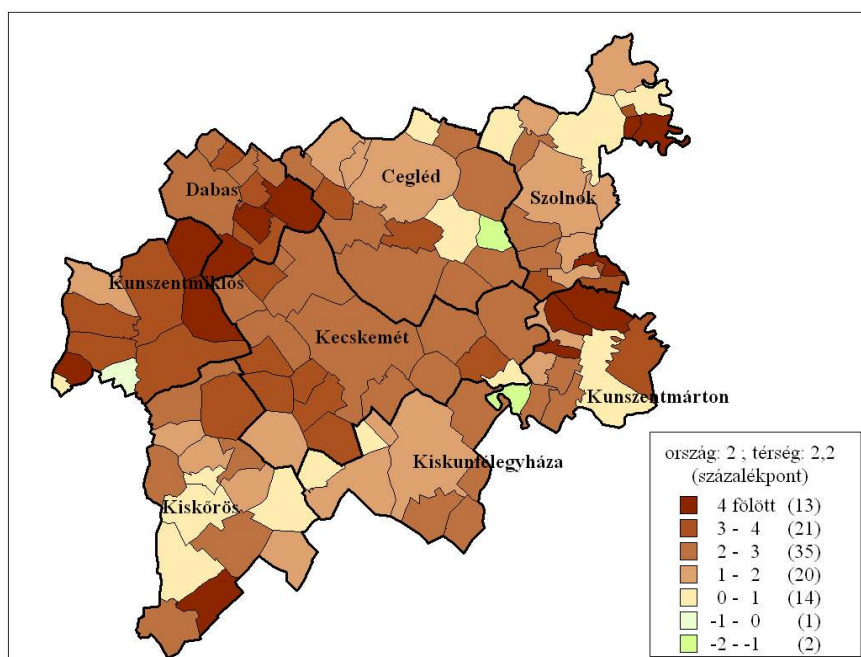 Cegléd
Dabas
Szolnok
Kunszentmiklós
Kecskemét
Kunszentmárton
Kiskunfélegyháza
Kiskőrös
ország: 2 ; térség: 2,2
(százalékpont)
4 fölött (13)
3 - 4 (21)
2 - 3 (35)
1 - 2 (20)
0 - 1 (14)
-1 - 0 (1)
-2 - -1 (2)